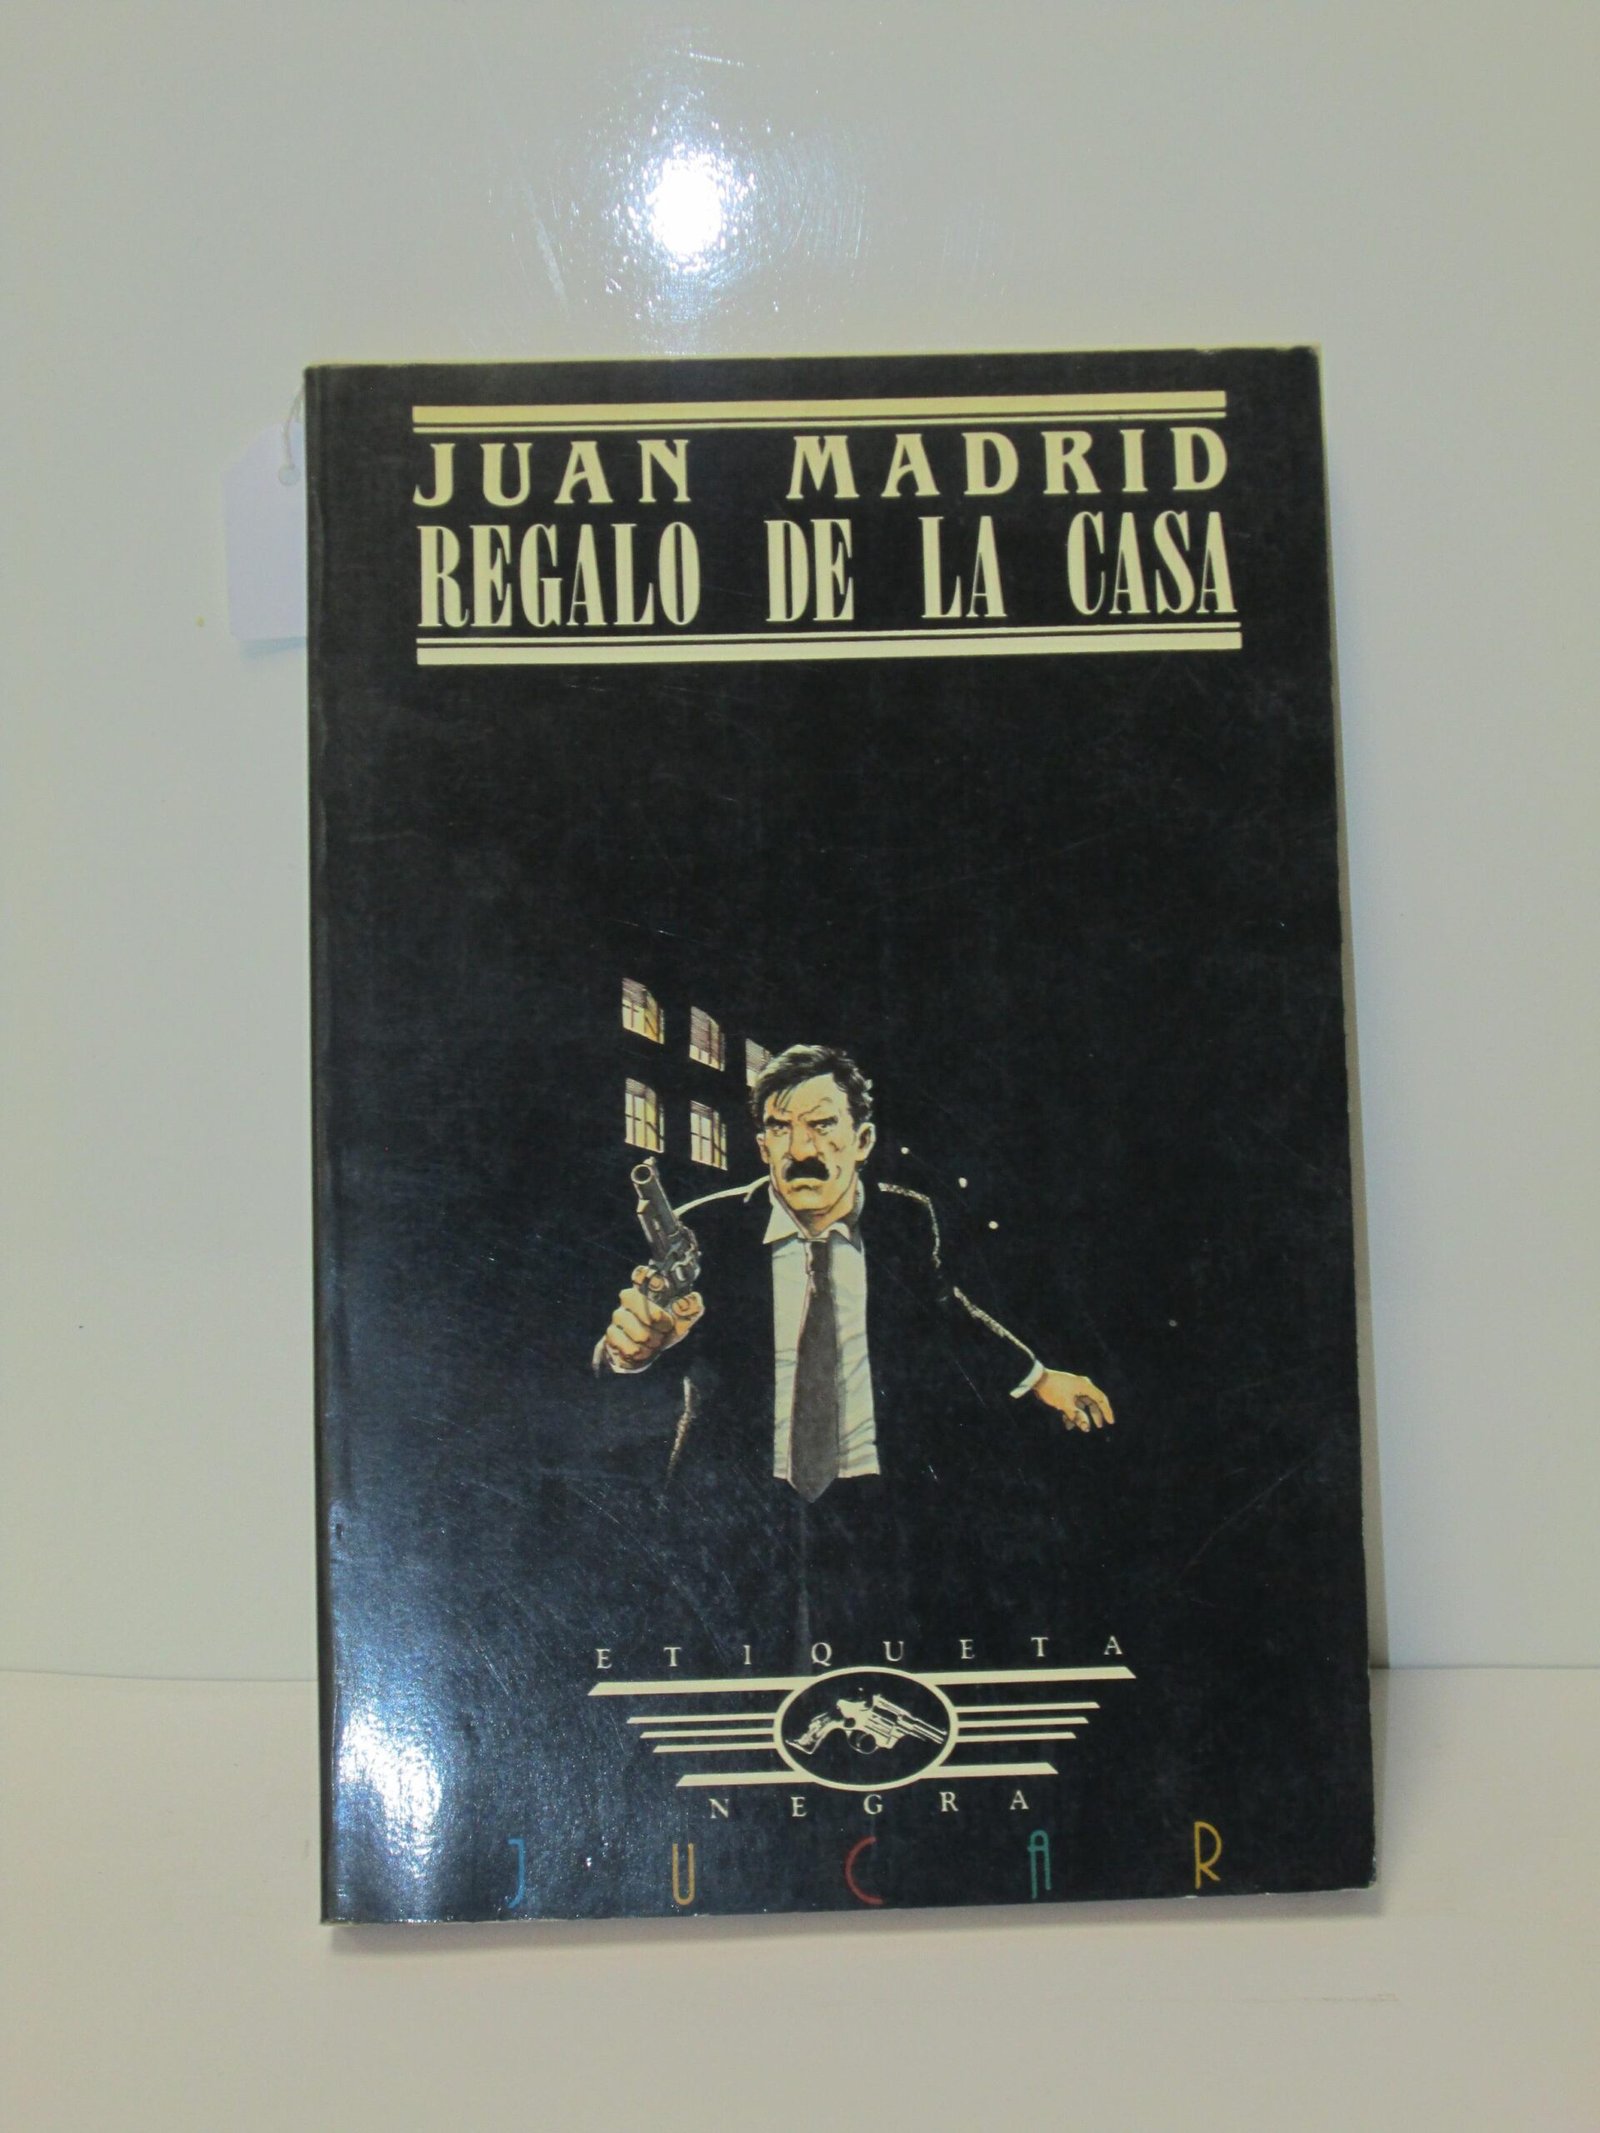 JUAN MADRID
REGALO DE LA CASA
ETIQUETA
NEGRA
JUCAR